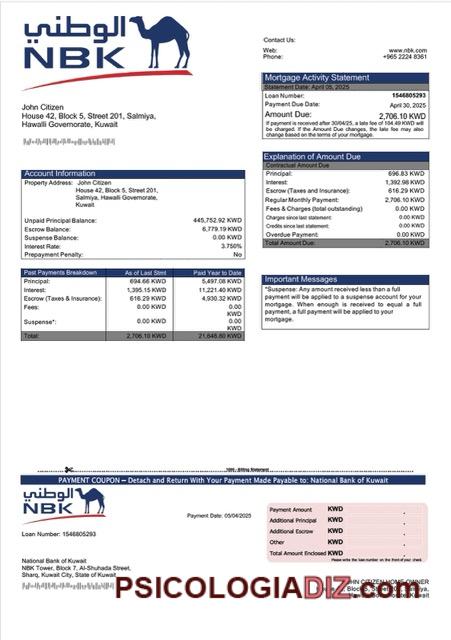 الوطني
NBK
Contact Us:
Web: www.nbk.com
Phone: +965 2224 8361
Mortgage Activity Statement
Statement Date: April 05, 2025
Loan Number: 1546805293
Payment Due Date: April 30, 2025
Amount Due: 2,706.10 KWD
If payment is received after 30/04/25, a late fee of 104.49 KWD will
be charged. If the Amount Due changes, the late fee may also
change based on the terms of your mortgage.
John Citizen
House 42, Block 5, Street 201, Salmiya,
Hawalli Governorate, Kuwait
Explanation of Amount Due
Contractual Amount Due
Principal: 696.83 KWD
Interest: 1,392.98 KWD
Escrow (Taxes and Insurance): 616.29 KWD
Regular Monthly Payment: 2,706.10 KWD
Fees & Charges (total outstanding) 0.00 KWD
Charges since last statement: 0.00 KWD
Credits since last statement: 0.00 KWD
Overdue Payment: 0.00 KWD
Total Amount Due: 2,706.10 KWD
Account Information
Property Address: John Citizen
House 42, Block 5, Street 201,
Salmiya, Hawalli Governorate,
Kuwait
Unpaid Principal Balance: 445,752.92 KWD
Escrow Balance: 6,779.19 KWD
Suspense Balance: 0.00 KWD
Interest Rate: 3.750%
Prepayment Penalty: No
Past Payments Breakdown As of Last Stmt Paid Year to Date
Principal: 694.66 KWD 5,497.08 KWD
Interest: 1,395.15 KWD 11,221.40 KWD
Escrow (Taxes & Insurance): 616.29 KWD 4,930.32 KWD
Fees: 0.00 KWD 0.00
KWD
Suspense*: 0.00 KWD 0.00
KWD
Total: 2,706.10 KWD 21,648.80 KWD
Important Messages
*Suspense: Any amount received less than a full
payment will be applied to a suspense account for your
mortgage. When enough is received to equal a full
payment, a full payment will be applied to your
mortgage.
1000 - Billing Statement
PAYMENT COUPON – Detach and Return With Your Payment Made Payable to: National Bank of Kuwait
الوطني
NBK
Payment Date: 05/04/2025
Loan Number: 1546805293
Payment Amount KWD .
Additional Principal KWD .
Additional Escrow KWD .
Other KWD .
Total Amount Enclosed KWD .
Please write the loan number on the front of your check.
National Bank of Kuwait
NBK Tower, Block 7, Al-Shuhada Street,
Sharq, Kuwait City, State of Kuwait
CITIZEN HOME OWNER
Salmiya,
Kuwait
PSICOLOGIADIZ.com